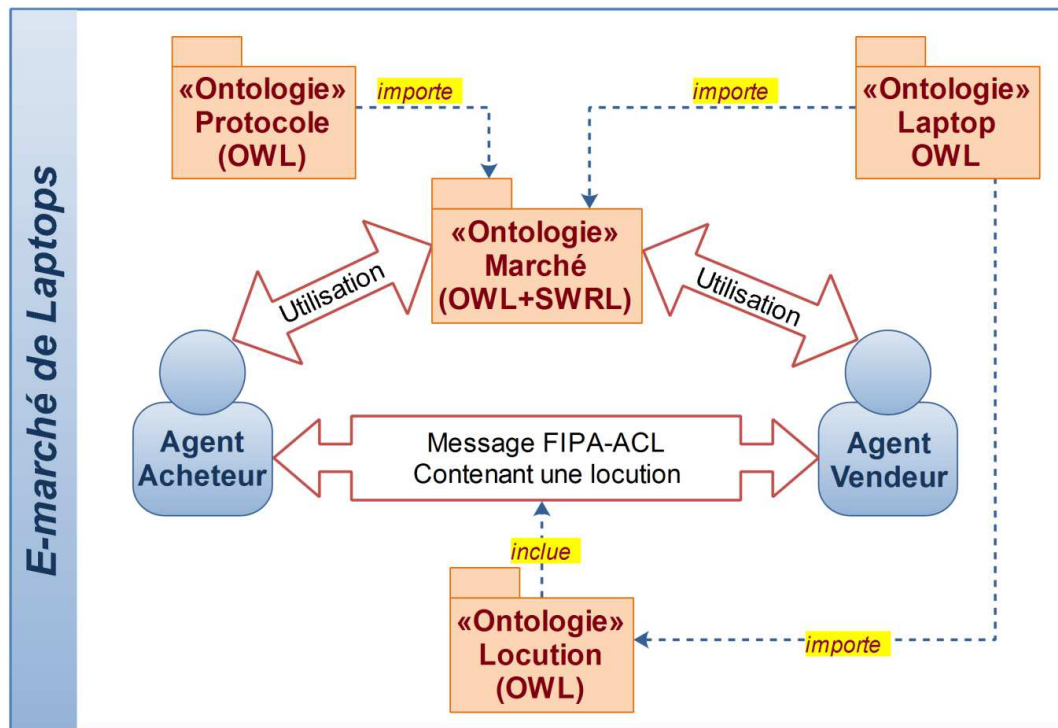 E-marché de Laptops
«Ontologie»
Protocole
(OWL)
importe
importe
«Ontologie»
Laptop
OWL
«Ontologie»
Marché
(OWL+SWRL)
Utilisation
Utilisation
Agent
Acheteur
Message FIPA-ACL
Contenant une locution
Agent
Vendeur
inclue
«Ontologie»
Locution
(OWL)
importe